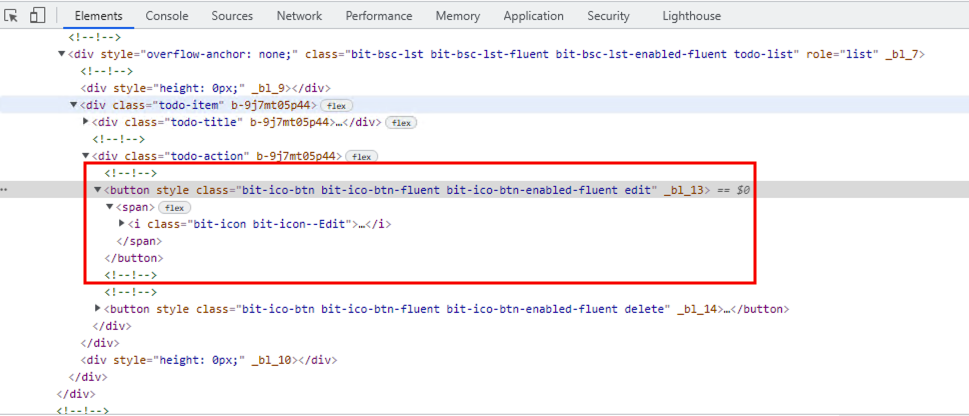 Elements Console Sources Network Performance Memory Application Security Lighthouse
<!--!-->
▼<div style="overflow-anchor: none;" class="bit-bsc-lst bit-bsc-lst-fluent bit-bsc-lst-enabled-fluent todo-list" role="list" _bl_7>
<!--!-->
<div style="height: 0px;" _bl_9></div>
▼<div class="todo-item" b-9j7mt05p44> flex
▶<div class="todo-title" b-9j7mt05p44>…</div> flex
<!--!-->
▼<div class="todo-action" b-9j7mt05p44> flex
<!--!-->
▼<button style class="bit-ico-btn bit-ico-btn-fluent bit-ico-btn-enabled-fluent edit" _bl_13> == $0
▼<span> flex
▶<i class="bit-icon bit-icon--Edit">…</i>
</span>
</button>
<!--!-->
<!--!-->
▶<button style class="bit-ico-btn bit-ico-btn-fluent bit-ico-btn-enabled-fluent delete" _bl_14>…</button>
</div>
</div>
<div style="height: 0px;" _bl_10></div>
</div>
</div>
<!--!-->